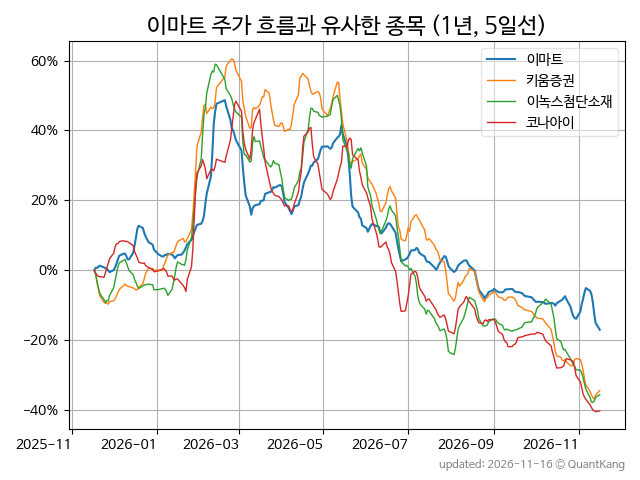 이마트 주가 흐름과 유사한 종목 (1년, 5일선)
이마트
키움증권
이녹스첨단소재
코나아이
60%
40%
20%
0%
−20%
−40%
2025-11
2026-01
2026-03
2026-05
2026-07
2026-09
2026-11
updated: 2026-11-16 © QuantKang